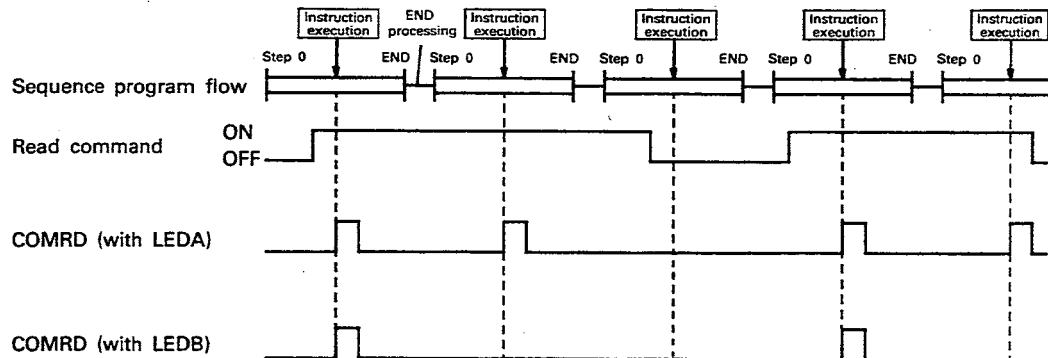 Instruction execution
END processing
Instruction execution
Instruction execution
Instruction execution
Instruction execution
Step 0 END Step 0 END Step 0 END Step 0 END Step 0
Sequence program flow
Read command
ON
OFF
COMRD (with LEDA)
COMRD (with LEDB)